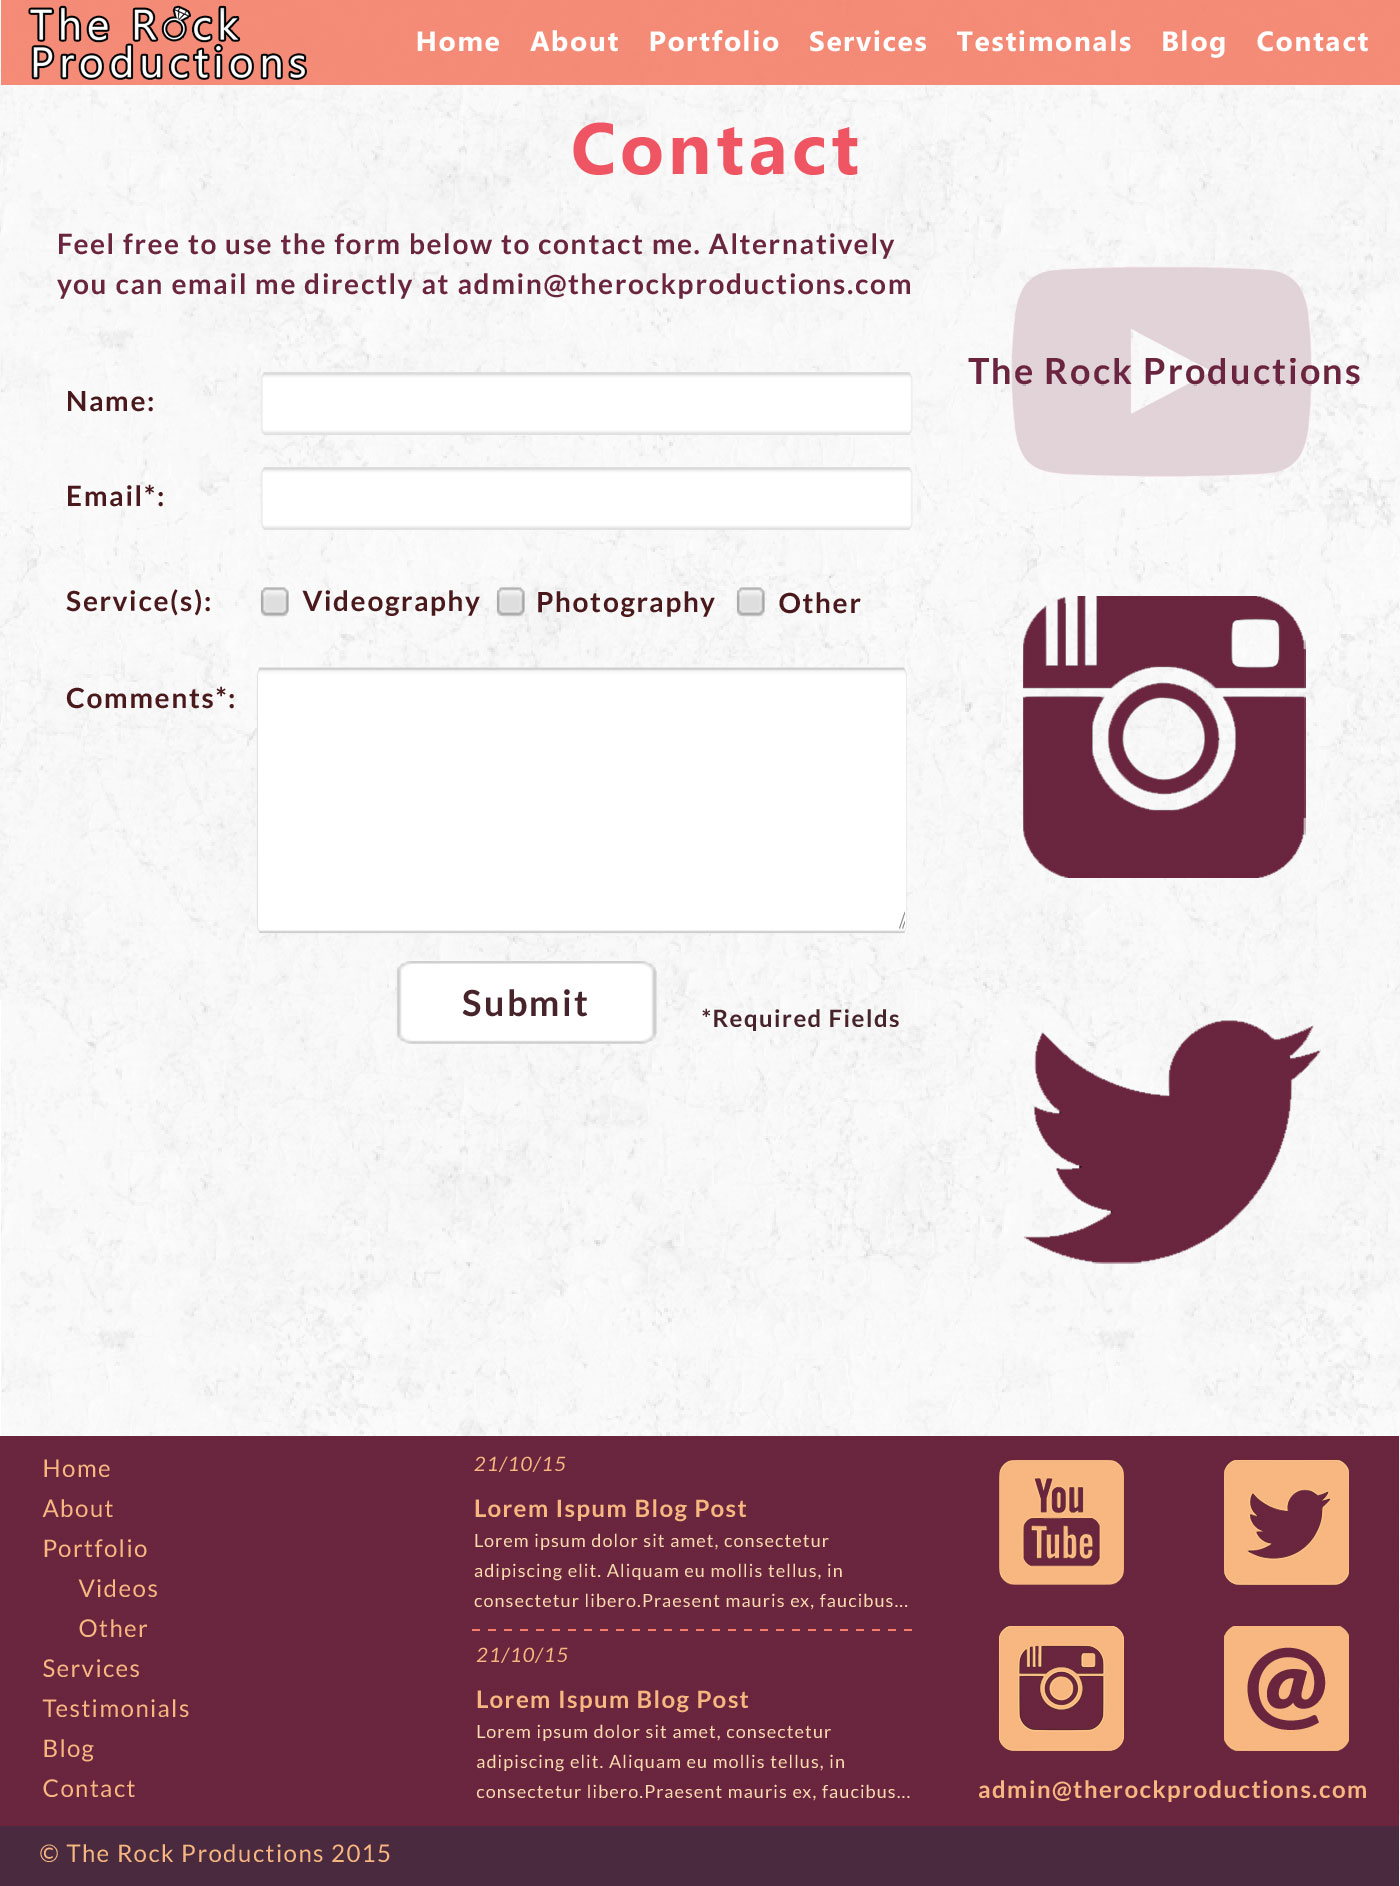 The Rock
Productions
Home About Portfolio Services Testimonals Blog Contact
Contact
Feel free to use the form below to contact me. Alternatively
you can email me directly at admin@therockproductions.com
The Rock Productions
Name:
Email*:
Service(s): Videography Photography Other
Comments*:
Submit
*Required Fields
Home
About
Portfolio
Videos
Other
Services
Testimonials
Blog
Contact
21/10/15
Lorem Ispum Blog Post
Lorem ipsum dolor sit amet, consectetur
adipiscing elit. Aliquam eu mollis tellus, in
consectetur libero.Praesent mauris ex, faucibus...
21/10/15
Lorem Ispum Blog Post
Lorem ipsum dolor sit amet, consectetur
adipiscing elit. Aliquam eu mollis tellus, in
consectetur libero.Praesent mauris ex, faucibus...
You
Tube
@
admin@therockproductions.com
© The Rock Productions 2015